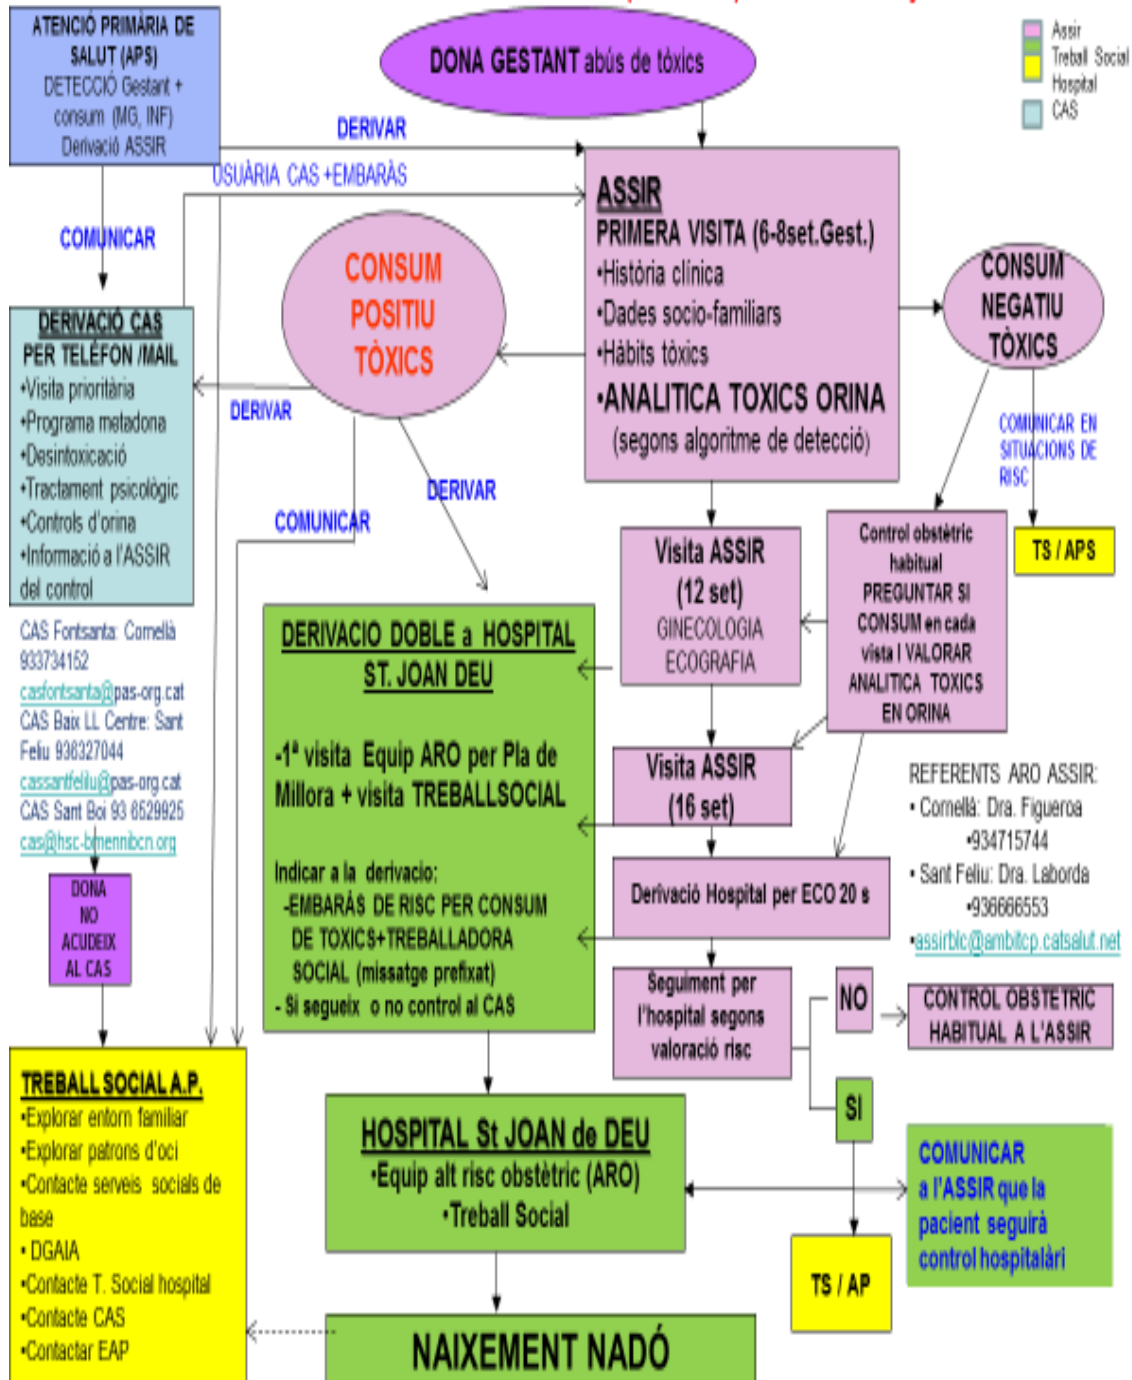 ATENCIÓ PRIMÀRIA DE
SALUT (APS)
DETECCIÓ Gestant +
consum (MG, INF)
Derivació ASSIR
DONA GESTANT abús de tòxics
Assir
Treball Social
Hospital
CAS
DERIVAR
USUÀRIA CAS +EMBARÀS
COMUNICAR
ASSIR
PRIMERA VISITA (6-8set.Gest.)
•Història clínica
•Dades socio-familiars
•Hàbits tòxics
•ANALITICA TOXICS ORINA
(segons algoritme de detecció)
CONSUM
POSITIU
TÒXICS
CONSUM
NEGATIU
TÒXICS
DERIVACIÓ CAS
PER TELÈFON /MAIL
•Visita prioritària
•Programa metadona
•Desintoxicació
•Tractament psicològic
•Controls d'orina
•Informació a l'ASSIR
del control
DERIVAR
DERIVAR
COMUNICAR
COMUNICAR EN
SITUACIONS DE
RISC
TS / APS
Visita ASSIR
(12 set)
GINECOLOGIA
ECOGRAFIA
Control obstètric
habitual
PREGUNTAR SI
CONSUM en cada
vista I VALORAR
ANALITICA TOXICS
EN ORINA
CAS Fontsanta: Cornellà
933734152
casfontsanta@pas-org.cat
CAS Baix LL Centre: Sant
Feliu 936327044
cassantfeliu@pas-org.cat
CAS Sant Boi 93 6529925
cas@hsc-bmennibcn.org
DERIVACIO DOBLE a HOSPITAL
ST. JOAN DEU
-1ª visita Equip ARO per Pla de
Millora + visita TREBALLSOCIAL
Indicar a la derivacio:
-EMBARÀS DE RISC PER CONSUM
DE TOXICS+TREBALLADORA
SOCIAL (missatge prefixat)
- Si segueix o no control al CAS
Visita ASSIR
(16 set)
REFERENTS ARO ASSIR:
• Cornellà: Dra. Figueroa
•934715744
• Sant Feliu: Dra. Laborda
•936666553
•assirblc@ambitcp.catsalut.net
DONA
NO
ACUDEIX
AL CAS
Derivació Hospital per ECO 20 s
Seguiment per
l'hospital segons
valoració risc
NO
CONTROL OBSTETRIC
HABITUAL A L'ASSIR
SI
TREBALL SOCIAL A.P.
•Explorar entorn familiar
•Explorar patrons d'oci
•Contacte serveis socials de
base
• DGAIA
•Contacte T. Social hospital
•Contacte CAS
•Contactar EAP
HOSPITAL St JOAN de DEU
•Equip alt risc obstètric (ARO)
•Treball Social
COMUNICAR
a l'ASSIR que la
pacient seguirà
control hospitalàri
TS / AP
NAIXEMENT NADÓ